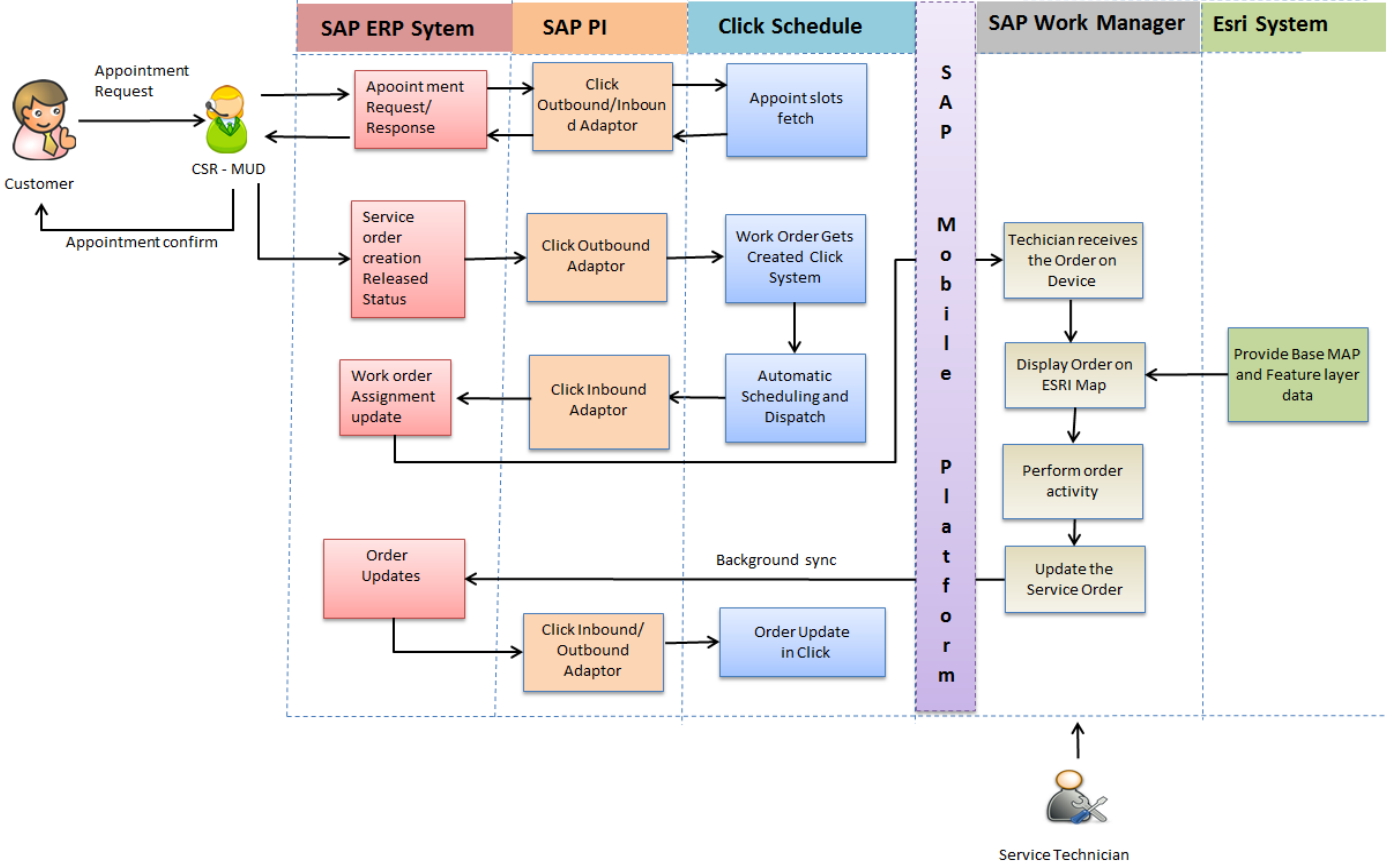 SAP ERP Sytem
SAP PI
Click Schedule
SAP Work Manager
Esri System
Appointment
Request
Customer
CSR - MUD
Appointment confirm
Apooint ment
Request/
Response
Click
Outbound/Inboun
d Adaptor
Appoint slots
fetch
Service
order
creation
Released
Status
Click Outbound
Adaptor
Work Order Gets
Created Click
System
Work order
Assignment
update
Click Inbound
Adaptor
Automatic
Scheduling and
Dispatch
Order
Updates
Background sync
Click Inbound/
Outbound
Adaptor
Order Update
in Click
S
A
P
M
o
b
i
l
e
P
l
a
t
f
o
r
m
Techician receives
the Order on
Device
Display Order on
ESRI Map
Provide Base MAP
and Feature layer
data
Perform order
activity
Update the
Service Order
Service Technician